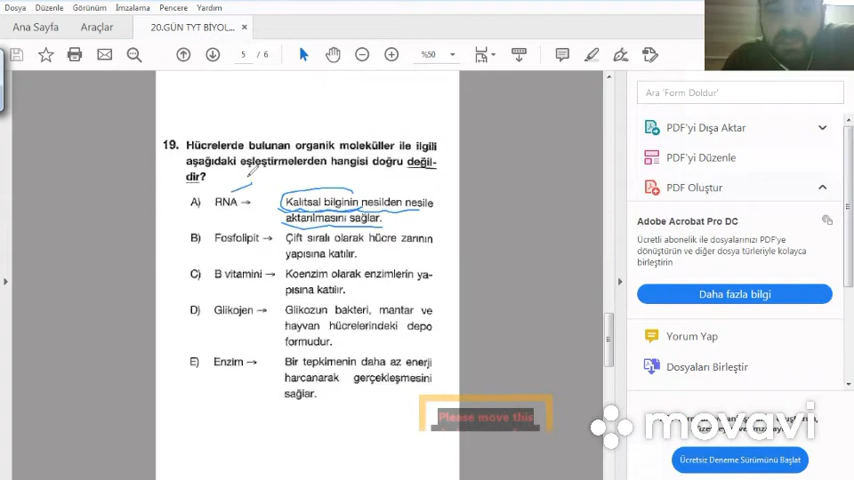 Dosya Düzenle Görünüm İmzalama Pencere Yardım
Ana Sayfa Araçlar 20.GÜN TYT BİYOL... ×
5 / 6 %50
Ara 'Form Doldur'
PDF'yi Dışa Aktar
PDF'yi Düzenle
PDF Oluştur
Adobe Acrobat Pro DC
Ücretli abonelik ile dosyalarınızı PDF'ye
dönüştürün ve diğer dosya türleriyle kolayca
birleştirin
Daha fazla bilgi
Yorum Yap
Dosyaları Birleştir
Ücretsiz Deneme Sürümünü Başlat
19. Hücrelerde bulunan organik moleküller ile ilgili
aşağıdaki eşleştirmelerden hangisi doğru değil-
dir?
A) RNA → Kalıtsal bilginin nesilden nesile
aktarılmasını sağlar.
B) Fosfolipit → Çift sıralı olarak hücre zarının
yapısına katılır.
C) B vitamini → Koenzim olarak enzimlerin ya-
pısına katılır.
D) Glikojen → Glikozun bakteri, mantar ve
hayvan hücrelerindeki depo
formudur.
E) Enzim → Bir tepkimenin daha az enerji
harcanarak gerçekleşmesini
sağlar.
Please move this
movavi